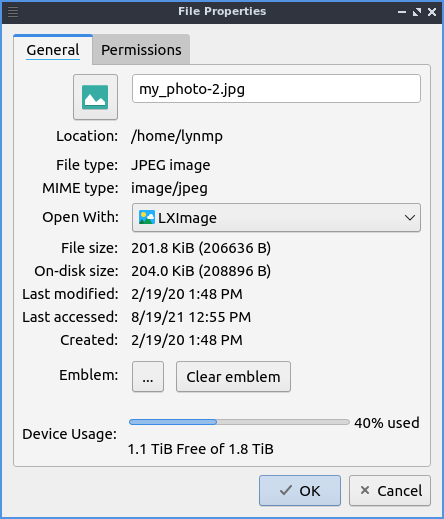 File Properties
General Permissions
my_photo-2.jpg
Location: /home/lynmp
File type: JPEG image
MIME type: image/jpeg
Open With: LXImage
File size: 201.8 KiB (206636 B)
On-disk size: 204.0 KiB (208896 B)
Last modified: 2/19/20 1:48 PM
Last accessed: 8/19/21 12:55 PM
Created: 2/19/20 1:48 PM
Emblem: ... Clear emblem
Device Usage: 40% used
1.1 TiB Free of 1.8 TiB
OK Cancel